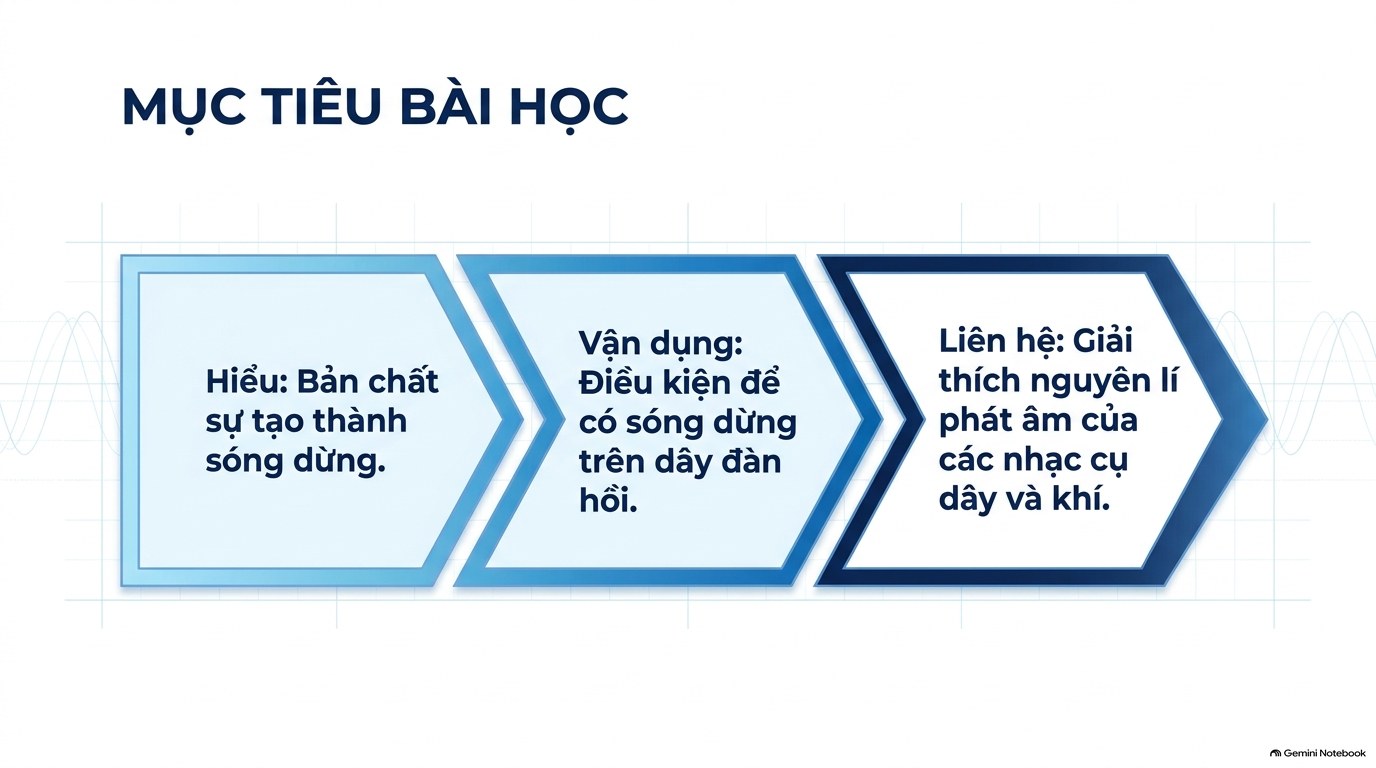 MỤC TIÊU BÀI HỌC
Hiểu: Bản chất
sự tạo thành
sóng dừng.
Vận dụng:
Điều kiện để
có sóng dừng
trên dây đàn
hồi.
Liên hệ: Giải
thích nguyên lí
phát âm của
các nhạc cụ
dây và khí.
Gemini Notebook